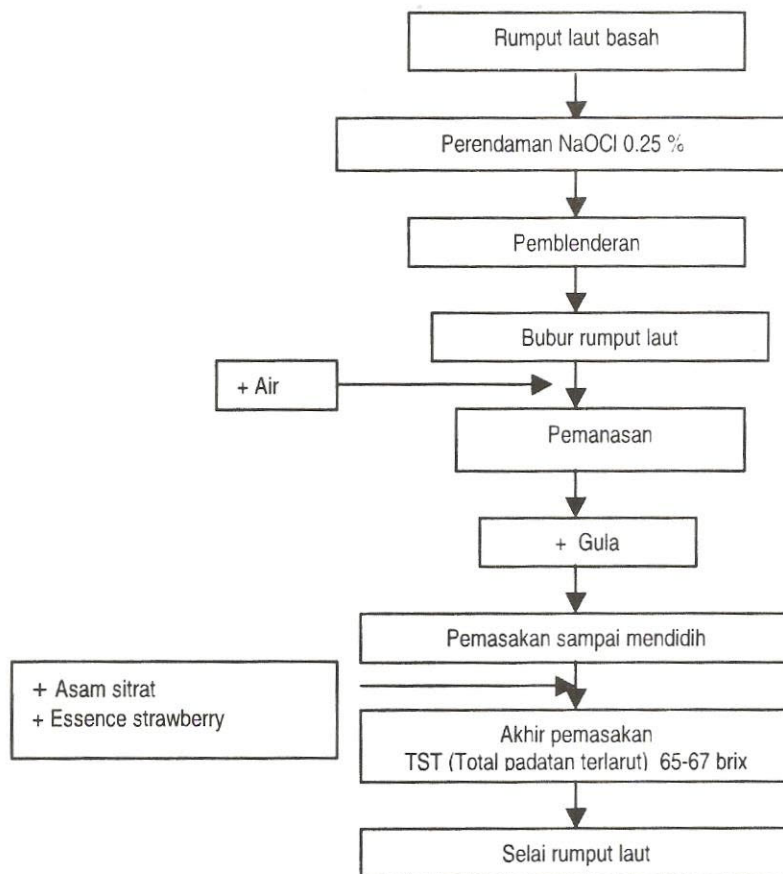 Rumput laut basah
Perendaman NaOCl 0.25 %
Pemblenderan
Bubur rumput laut
+ Air
Pemanasan
+ Gula
Pemasakan sampai mendidih
+ Asam sitrat
+ Essence strawberry
Akhir pemasakan
TST (Total padatan terlarut) 65-67 brix
Selai rumput laut